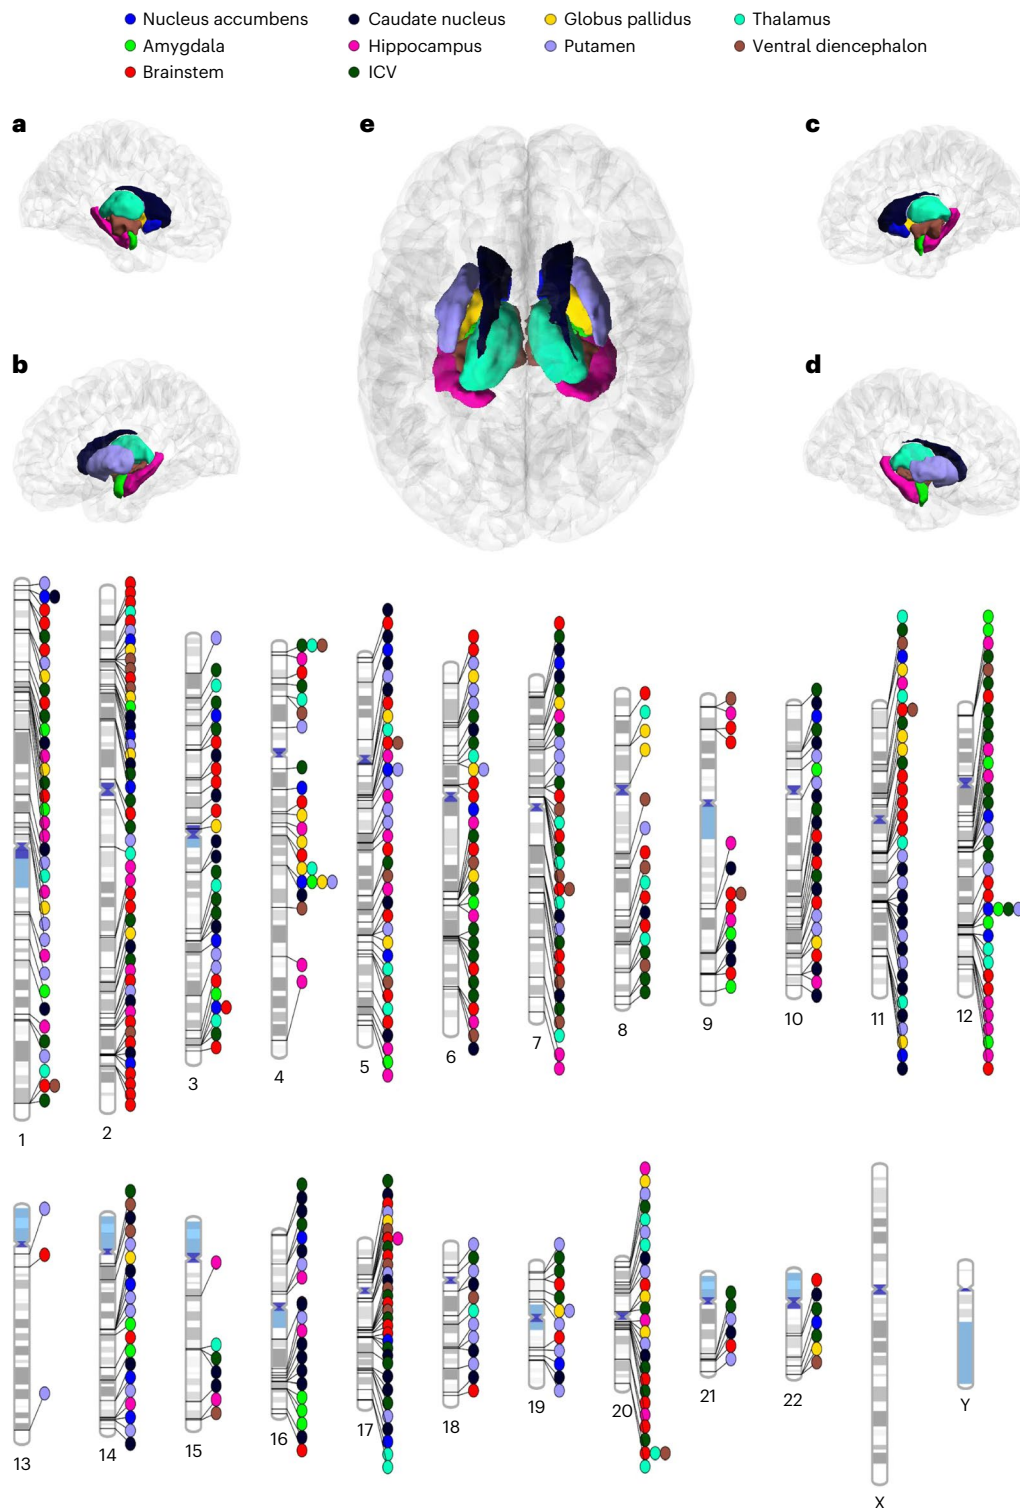 Nucleus accumbens Caudate nucleus Globus pallidus Thalamus
Amygdala Hippocampus Putamen Ventral diencephalon
Brainstem ICV
a e c
b d
1 2 3 4 5 6 7 8 9 10 11 12
13 14 15 16 17 18 19 20 21 22 X Y